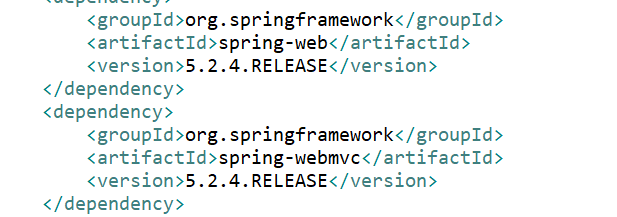 <dependency>
<groupId>org.springframework</groupId>
<artifactId>spring-web</artifactId>
<version>5.2.4.RELEASE</version>
</dependency>
<dependency>
<groupId>org.springframework</groupId>
<artifactId>spring-webmvc</artifactId>
<version>5.2.4.RELEASE</version>
</dependency>